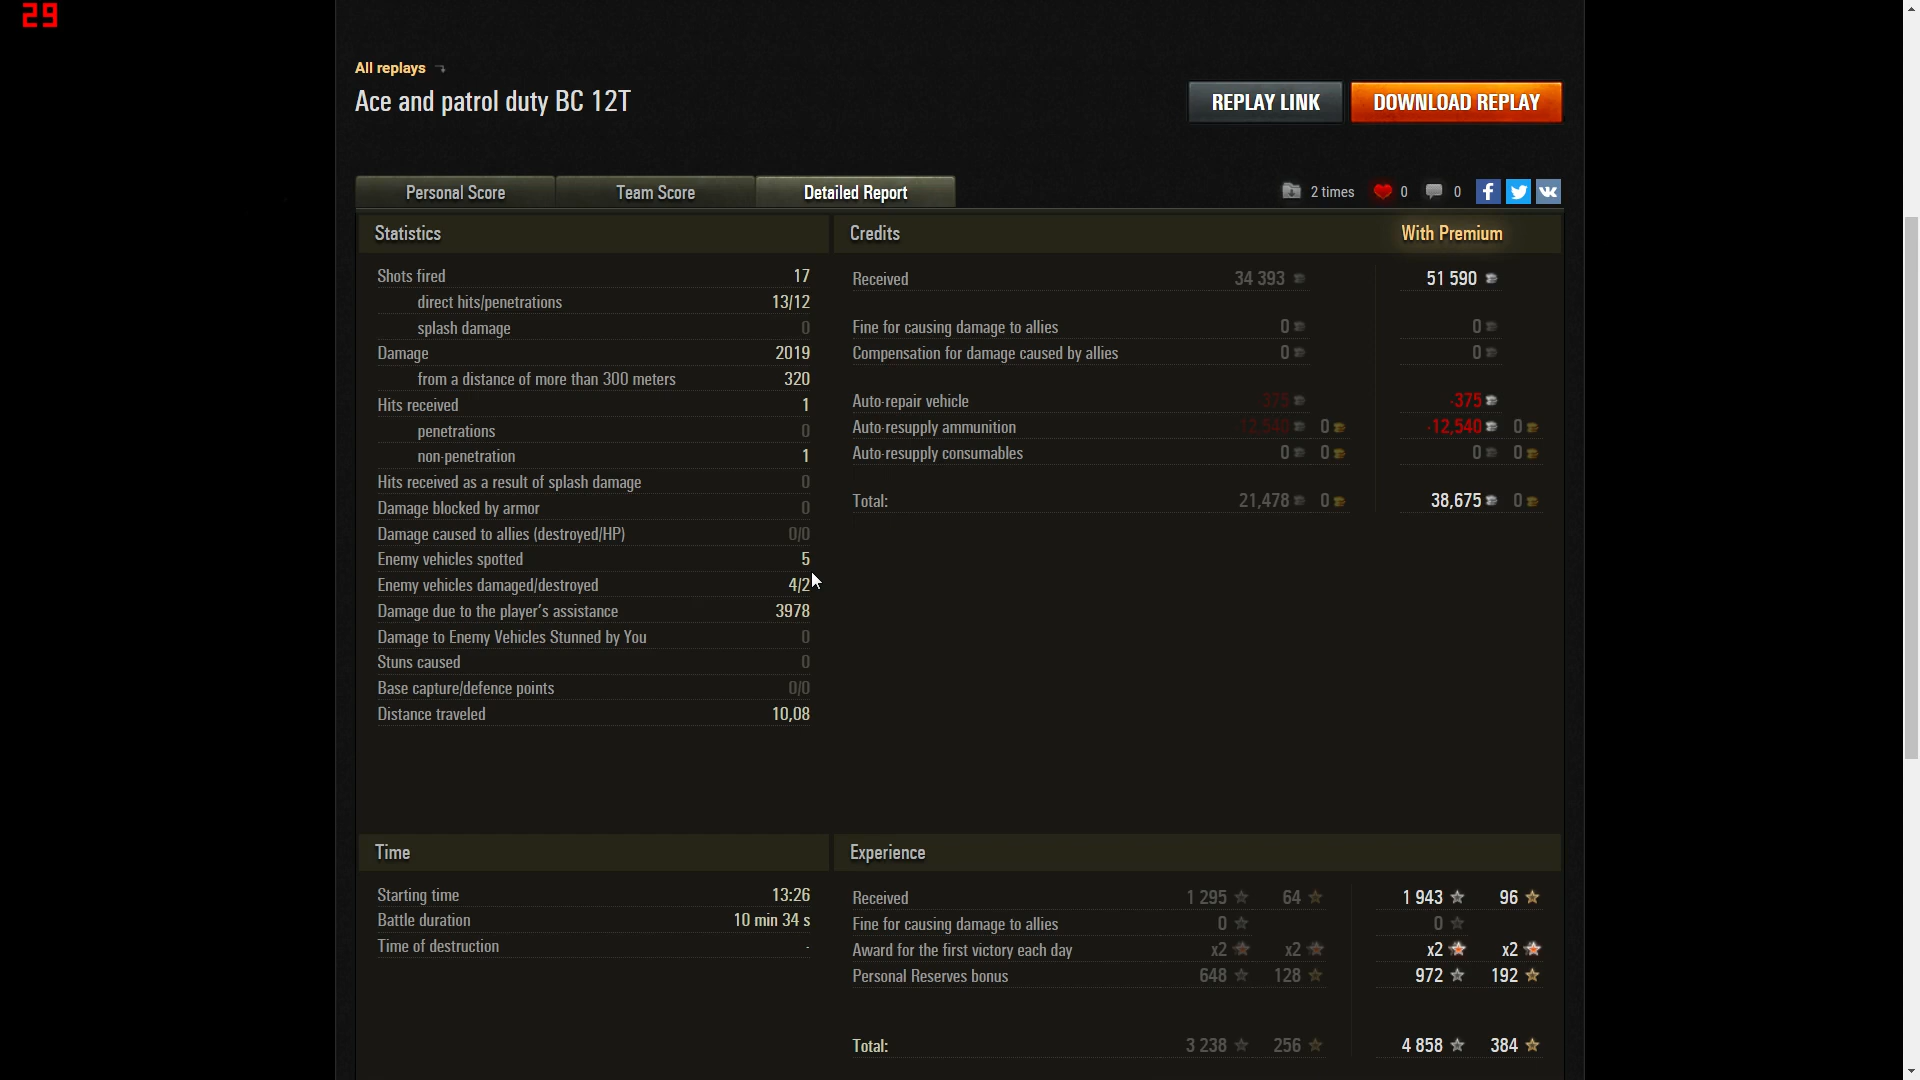 29
All replays
Ace and patrol duty BC 12T
REPLAY LINK
DOWNLOAD REPLAY
Personal Score
Team Score
Detailed Report
2 times 0 0
Statistics
Shots fired 17
direct hits/penetrations 13/12
splash damage 0
Damage 2019
from a distance of more than 300 meters 320
Hits received 1
penetrations 0
non-penetration 1
Hits received as a result of splash damage 0
Damage blocked by armor 0
Damage caused to allies (destroyed/HP) 0/0
Enemy vehicles spotted 5
Enemy vehicles damaged/destroyed 4/2
Damage due to the player's assistance 3978
Damage to Enemy Vehicles Stunned by You 0
Stuns caused 0
Base capture/defence points 0/0
Distance traveled 10,08
Credits With Premium
Received 34 393 51 590
Fine for causing damage to allies 0 0
Compensation for damage caused by allies 0 0
Auto-repair vehicle -375 -375
Auto-resupply ammunition -12,540 0 -12,540 0
Auto-resupply consumables 0 0 0 0
Total: 21,478 0 38,675 0
Time
Starting time 13:26
Battle duration 10 min 34 s
Time of destruction -
Experience
Received 1 295 64 1 943 96
Fine for causing damage to allies 0 0
Award for the first victory each day x2 x2 x2 x2
Personal Reserves bonus 648 128 972 192
Total: 3 238 256 4 858 384